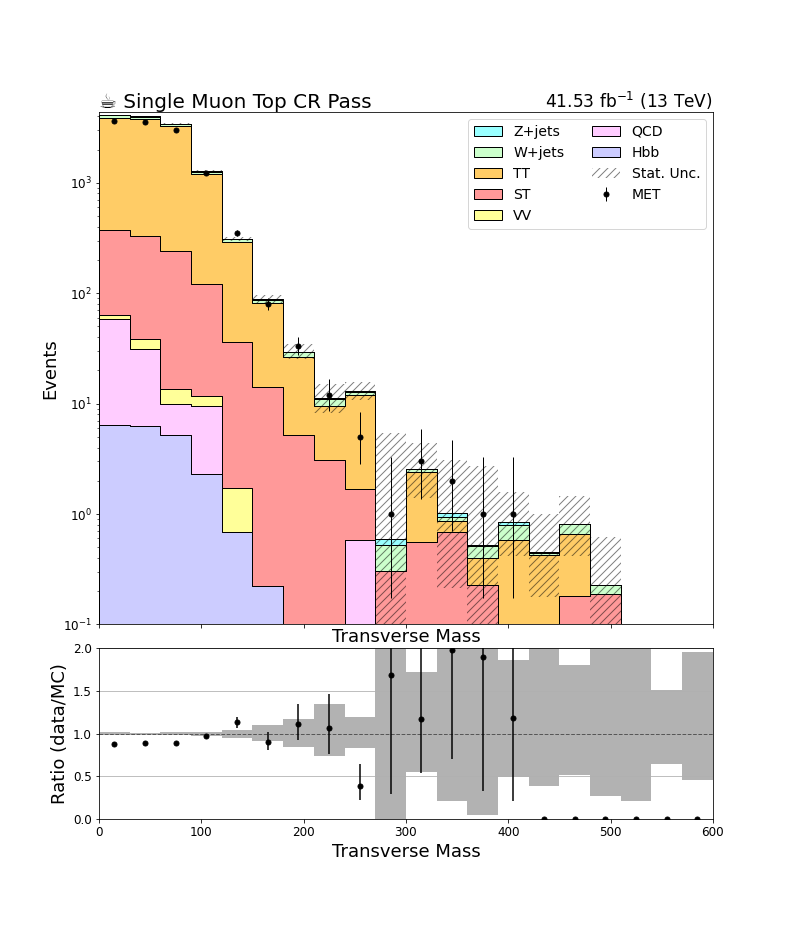 ☕ Single Muon Top CR Pass 41.53 fb⁻¹ (13 TeV)
Z+jets QCD
W+jets Hbb
TT Stat. Unc.
ST MET
VV
10³
10²
10¹
10⁰
10⁻¹
Events
Transverse Mass
2.0
1.5
1.0
0.5
0.0
Ratio (data/MC)
0 100 200 300 400 500 600
Transverse Mass